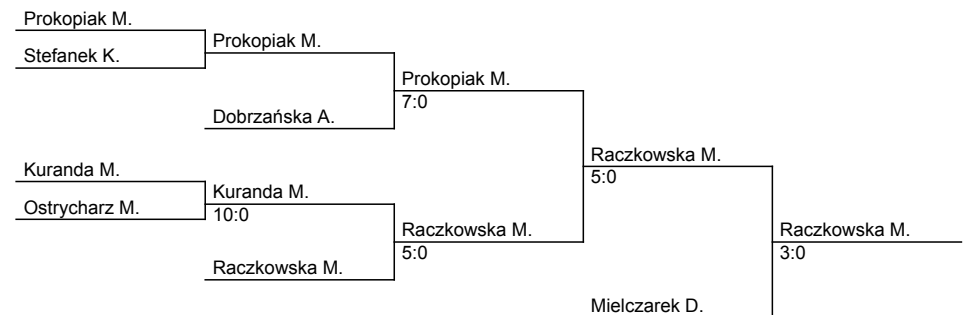 Prokopiak M.
Prokopiak M.
Stefanek K.
Prokopiak M.
7:0
Dobrzańska A.
Raczkowska M.
5:0
Kuranda M.
Kuranda M.
10:0
Ostrycharz M.
Raczkowska M.
5:0
Raczkowska M.
3:0
Raczkowska M.
Mielczarek D.